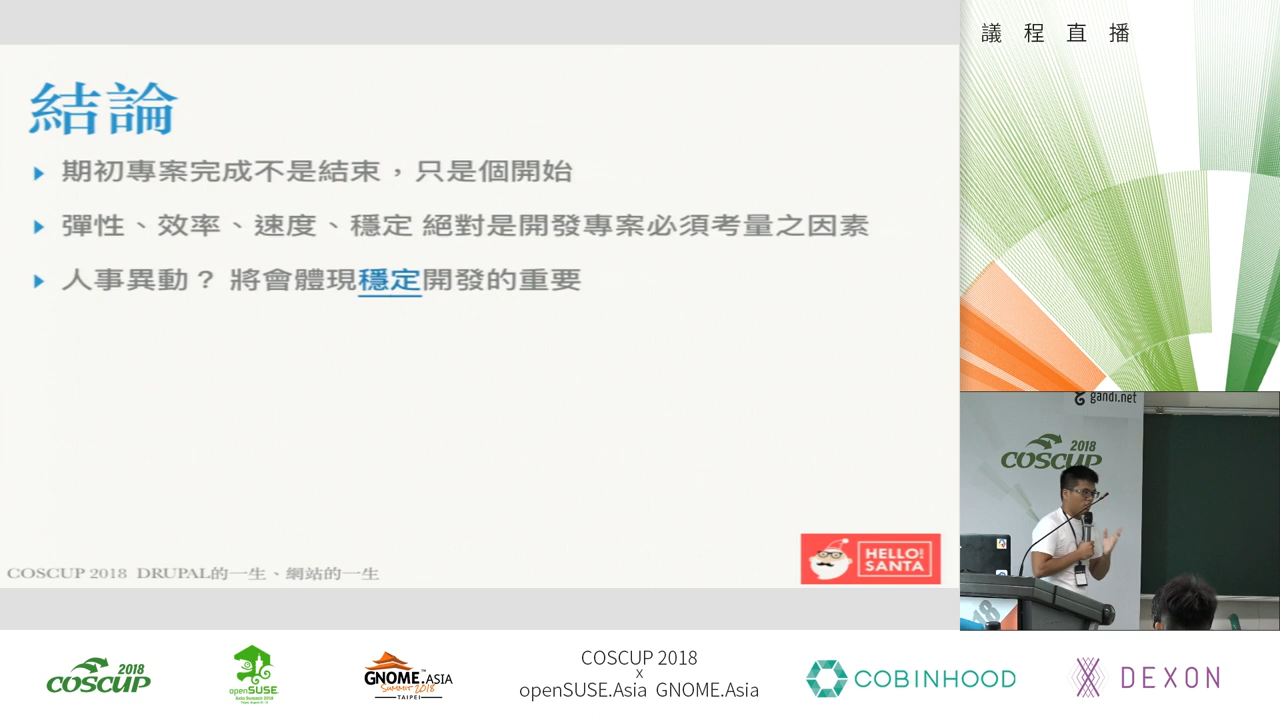 結論
期初專案完成不是結束，只是個開始
彈性、效率、速度、穩定 絕對是開發專案必須考量之因素
人事異動？ 將會體現穩定開發的重要
COSCUP 2018 DRUPAL的一生、網站的一生
HELLO
SANTA
議程直播
gandi.net
2018
COSCUP
18
2018
COSCUP
openSUSE
GNOME.ASIA
SUMMIT 2018
TAIPEI
COSCUP 2018
x
openSUSE.Asia GNOME.Asia
COBINHOOD
DEXON